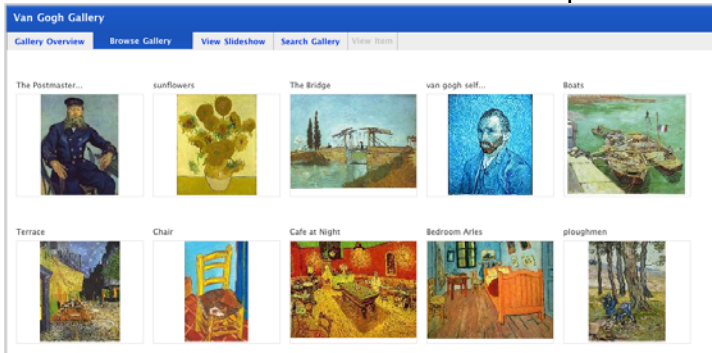 Van Gogh Gallery
Gallery Overview Browse Gallery View Slideshow Search Gallery View Item
The Postmaster... sunflowers The Bridge van gogh self... Boats
Terrace Chair Cafe at Night Bedroom Arles ploughmen